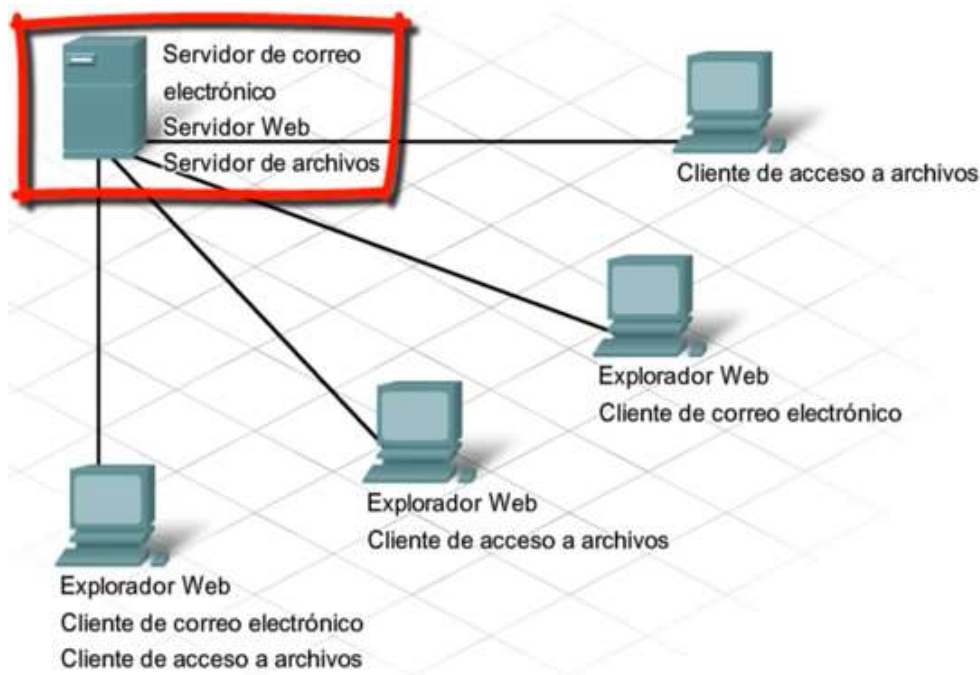 Servidor de correo
electrónico
Servidor Web
Servidor de archivos
Cliente de acceso a archivos
Explorador Web
Cliente de correo electrónico
Explorador Web
Cliente de acceso a archivos
Explorador Web
Cliente de correo electrónico
Cliente de acceso a archivos